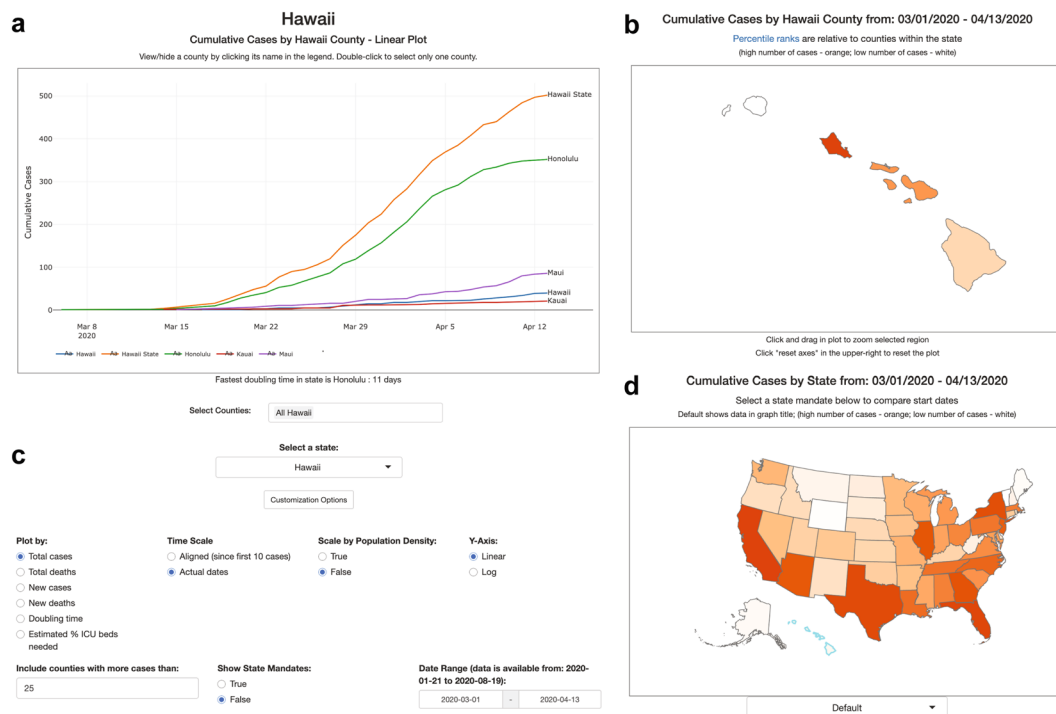 a
Hawaii
Cumulative Cases by Hawaii County - Linear Plot
View/hide a county by clicking its name in the legend. Double-click to select only one county.
Cumulative Cases
500
400
300
200
100
0
Hawaii State
Honolulu
Maui
Hawaii
Kauai
Mar 8
2020
Mar 15
Mar 22
Mar 29
Apr 5
Apr 12
Aa Hawaii
Aa Hawaii State
Aa Honolulu
Aa Kauai
Aa Maui
Fastest doubling time in state is Honolulu : 11 days
Select Counties:
All Hawaii
b
Cumulative Cases by Hawaii County from: 03/01/2020 - 04/13/2020
Percentile ranks are relative to counties within the state
(high number of cases - orange; low number of cases - white)
Click and drag in plot to zoom selected region
Click "reset axes" in the upper-right to reset the plot
c
Select a state:
Hawaii
Customization Options
Plot by:
Total cases
Total deaths
New cases
New deaths
Doubling time
Estimated % ICU beds
needed
Time Scale
Aligned (since first 10 cases)
Actual dates
Scale by Population Density:
True
False
Y-Axis:
Linear
Log
Include counties with more cases than:
25
Show State Mandates:
True
False
Date Range (data is available from: 2020-
01-21 to 2020-08-19):
2020-03-01 - 2020-04-13
d
Cumulative Cases by State from: 03/01/2020 - 04/13/2020
Select a state mandate below to compare start dates
Default shows data in graph title; (high number of cases - orange; low number of cases - white)
Default